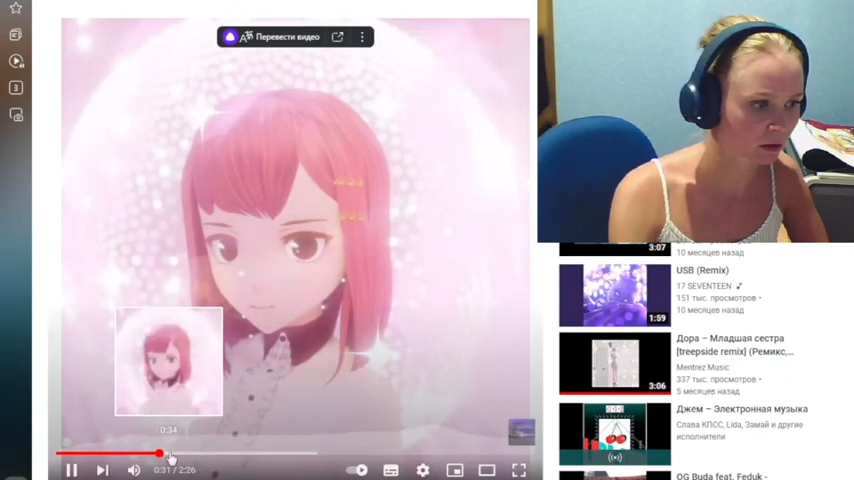 Перевести видео
3
0:34
0:31 / 2:26
3:07
10 месяцев назад
USB (Remix)
17 SEVENTEEN
151 тыс. просмотров •
10 месяцев назад
1:59
Дора – Младшая сестра
[treepside remix] (Ремикс,...
Mentrez Music
337 тыс. просмотров •
5 месяцев назад
3:06
Джем – Электронная музыка
Слава КПСС, Lida, Замай и другие
исполнители
OG Buda feat. Feduk -